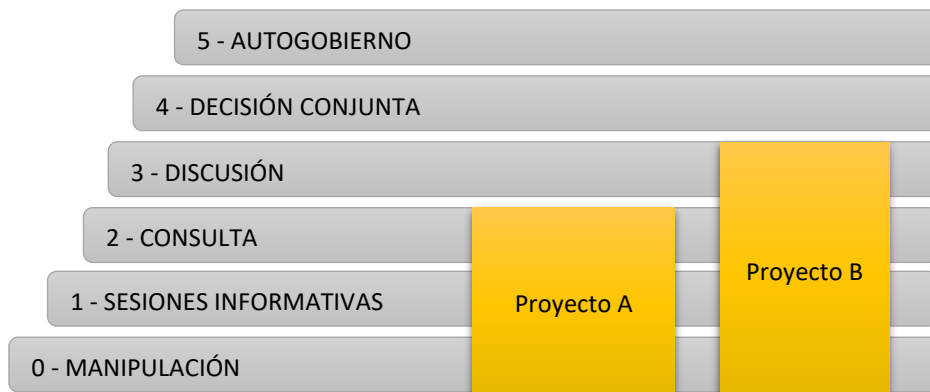 5 - AUTOGOBIERNO
4 - DECISIÓN CONJUNTA
3 - DISCUSIÓN
2 - CONSULTA
1 - SESIONES INFORMATIVAS
0 - MANIPULACIÓN
Proyecto A
Proyecto B